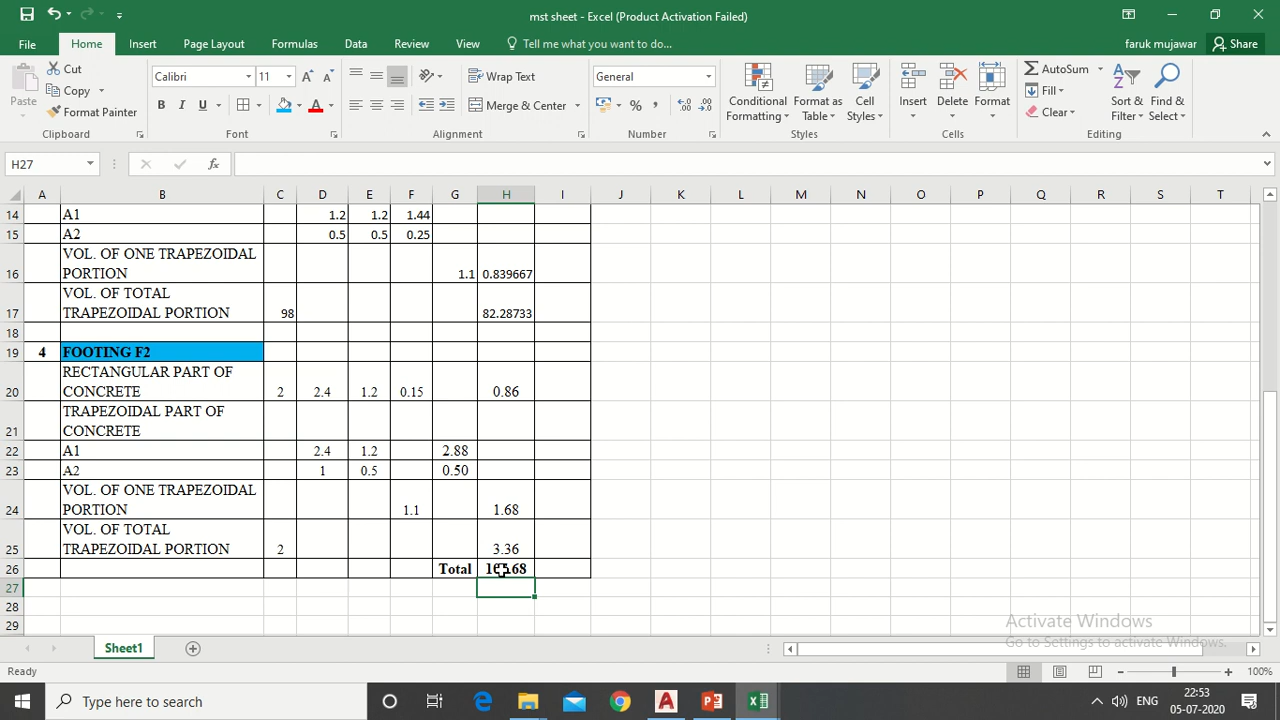 mst sheet - Excel (Product Activation Failed)
File Home Insert Page Layout Formulas Data Review View Tell me what you want to do... faruk mujawar Share
Paste Cut Copy Format Painter Clipboard
Calibri 11 B I U A Font
Wrap Text Merge & Center Alignment
General % , Number
Conditional Formatting Format as Table Cell Styles Styles
Insert Delete Format Cells
AutoSum Fill Clear Sort & Filter Find & Select Editing
H27 fx
A B C D E F G H I J K L M N O P Q R S T
14 A1 1.2 1.2 1.44
15 A2 0.5 0.5 0.25
VOL. OF ONE TRAPEZOIDAL
16 PORTION 1.1 0.839667
VOL. OF TOTAL
17 TRAPEZOIDAL PORTION 98 82.28733
18
19 4 FOOTING F2
RECTANGULAR PART OF
20 CONCRETE 2 2.4 1.2 0.15 0.86
TRAPEZOIDAL PART OF
21 CONCRETE
22 A1 2.4 1.2 2.88
23 A2 1 0.5 0.50
VOL. OF ONE TRAPEZOIDAL
24 PORTION 1.1 1.68
VOL. OF TOTAL
25 TRAPEZOIDAL PORTION 2 3.36
26 Total
27
28
29
Activate Windows
Go to Settings to activate Windows.
Sheet1
Ready 100%
Type here to search ENG 22:53
05-07-2020